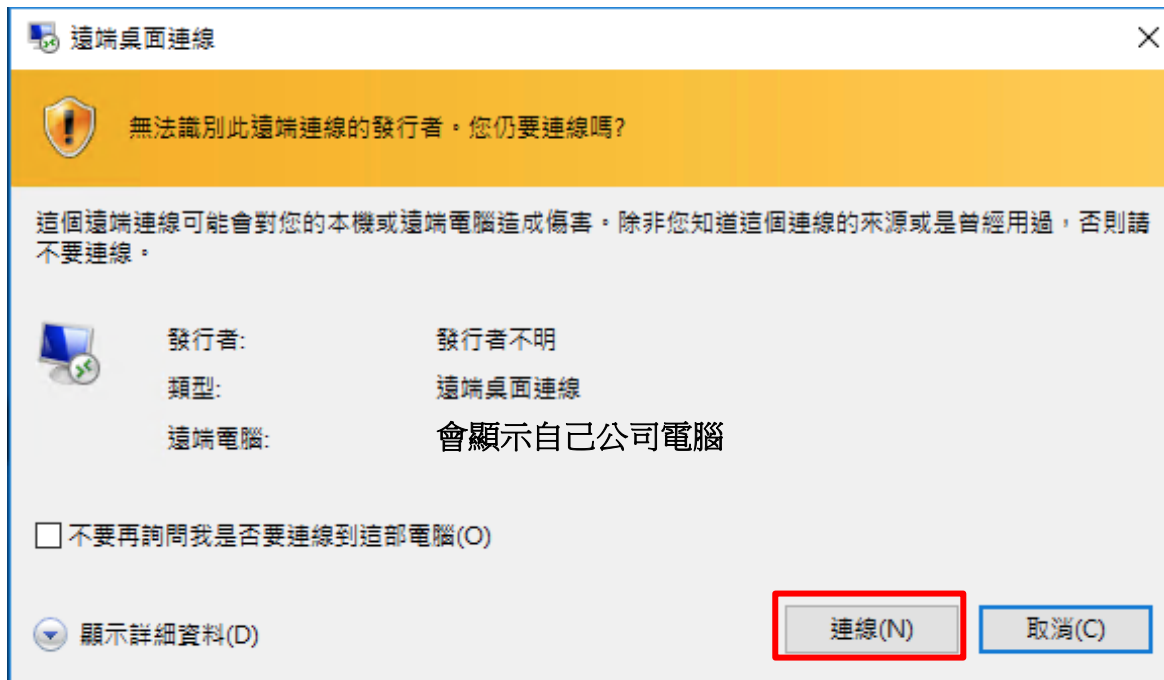 遠端桌面連線
無法識別此遠端連線的發行者。您仍要連線嗎?
這個遠端連線可能會對您的本機或遠端電腦造成傷害。除非您知道這個連線的來源或是曾經用過，否則請
不要連線。
發行者: 發行者不明
類型: 遠端桌面連線
遠端電腦: 會顯示自己公司電腦
不要再詢問我是否要連線到這部電腦(O)
顯示詳細資料(D) 連線(N) 取消(C)